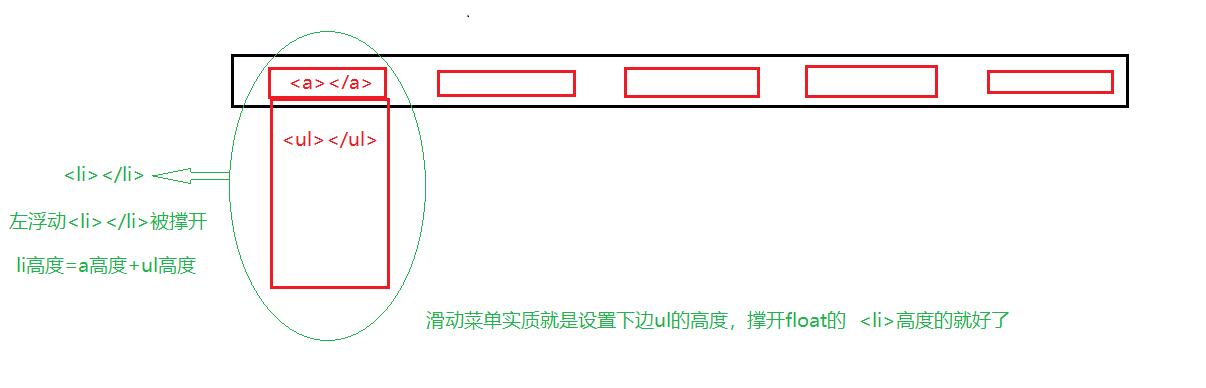 <a></a>
<ul></ul>
<li></li>
左浮动<li></li>被撑开
li高度=a高度+ul高度
滑动菜单实质就是设置下边ul的高度，撑开float的 <li>高度的就好了